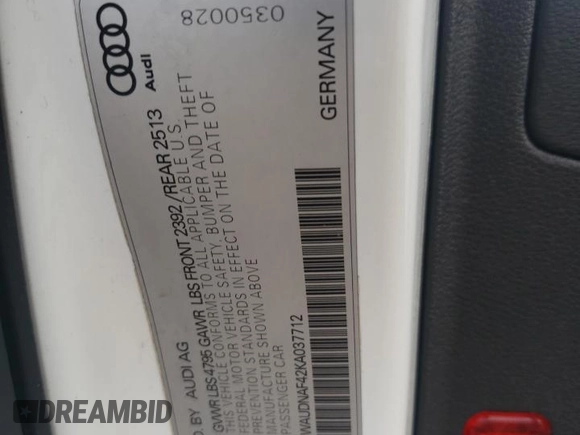 0350028
Audi
D. BY AUDI AG
GVWR LBS 4795 GAWR LBS FRONT 2392/REAR 2513
THIS VEHICLE CONFORMS TO ALL APPLICABLE U.S.
FEDERAL MOTOR VEHICLE SAFETY, BUMPER AND THEFT
PREVENTION STANDARDS IN EFFECT ON THE DATE OF
MANUFACTURE SHOWN ABOVE
PASSENGER CAR
WAUDNAF42KA037712
GERMANY
DREAMBID